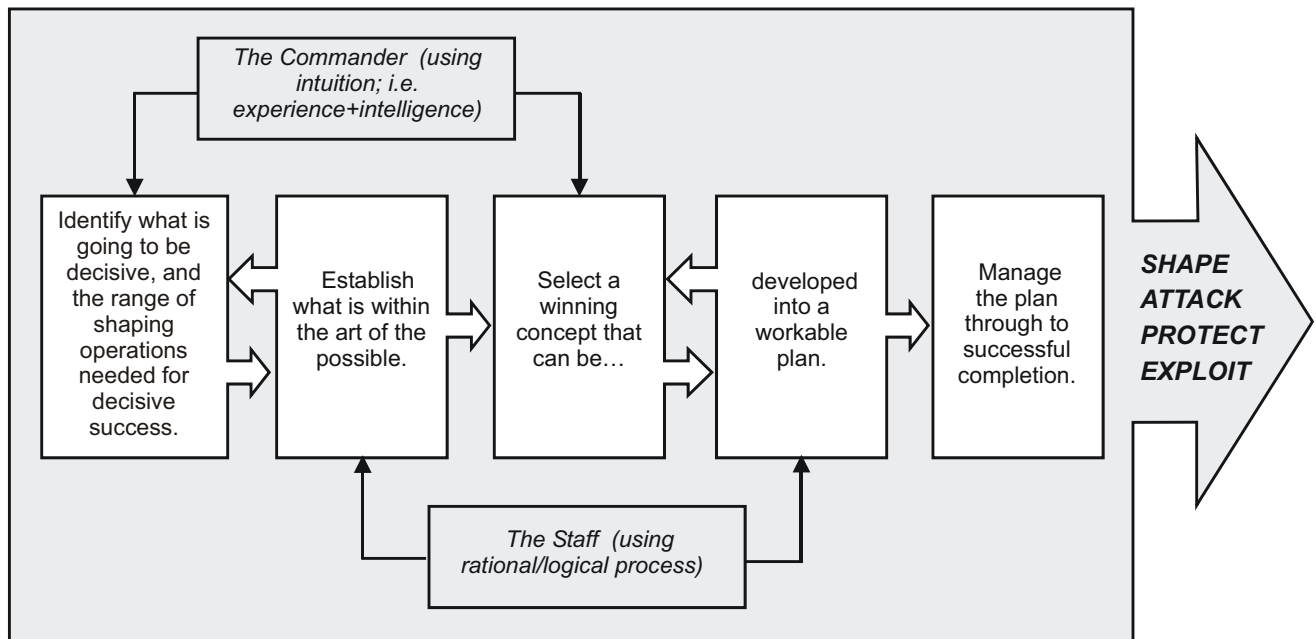 The Commander (using
intuition; i.e.
experience+intelligence)
Identify what is
going to be
decisive, and
the range of
shaping
operations
needed for
decisive
success.
Establish
what is within
the art of the
possible.
Select a
winning
concept that
can be…
developed
into a
workable
plan.
Manage
the plan
through to
successful
completion.
SHAPE
ATTACK
PROTECT
EXPLOIT
The Staff (using
rational/logical process)